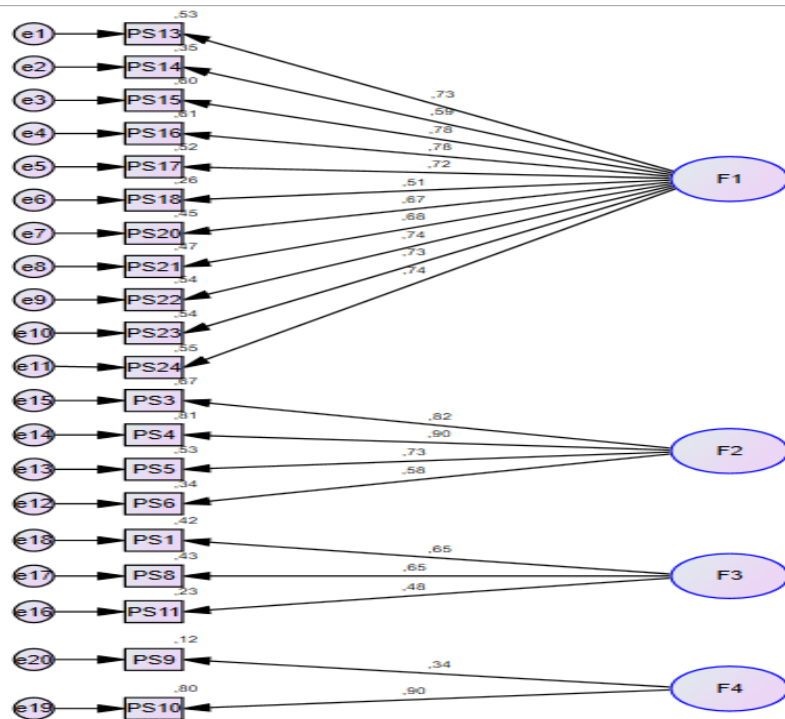 ,53
e1 PS13
,35
e2 PS14 ,73
,60 ,59
e3 PS15 ,78
,61
e4 PS16 ,78
,52 ,72
e5 PS17 F1
,26 ,51
e6 PS18 ,67
,45 ,68
e7 PS20
,47 ,74
e8 PS21 ,73
,54 ,74
e9 PS22
,54
e10 PS23
,55
e11 PS24
,67
e15 PS3
,81 ,82
e14 PS4 ,90 F2
,53 ,73
e13 PS5
,34 ,58
e12 PS6
,42
e18 PS1 ,65
,43 ,65
e17 PS8 F3
,23 ,48
e16 PS11
,12
e20 PS9 ,34
,80 F4
e19 PS10 ,90